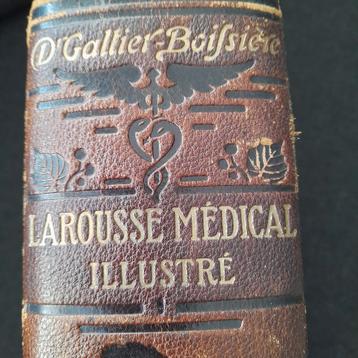 Dr Galtier-Boissière
LAROUSSE MÉDICAL
ILLUSTRÉ